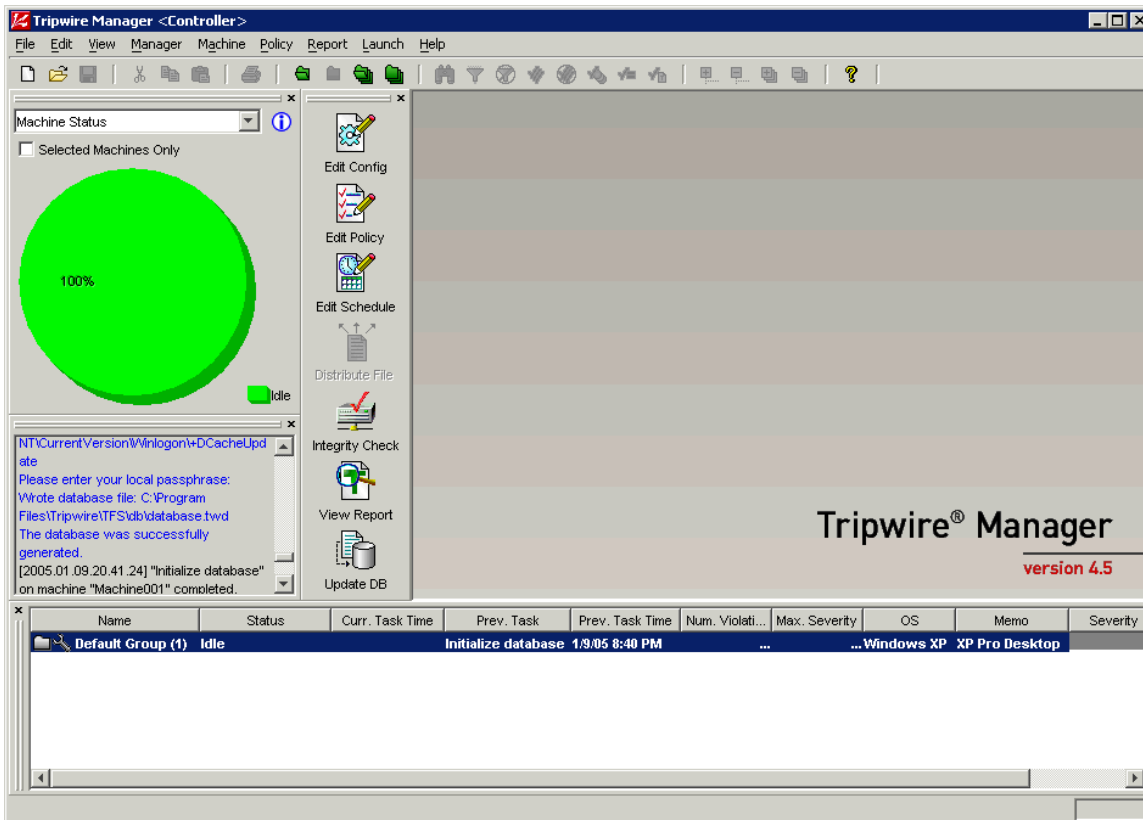 Tripwire Manager <Controller>
File Edit View Manager Machine Policy Report Launch Help
Machine Status
Selected Machines Only
100%
Idle
NT\CurrentVersion\Winlogon\+DCacheUpd
ate
Please enter your local passphrase:
Wrote database file: C:\Program
Files\Tripwire\TFS\db\database.twd
The database was successfully
generated.
[2005.01.09.20.41.24] "Initialize database"
on machine "Machine001" completed.
Edit Config
Edit Policy
Edit Schedule
Distribute File
Integrity Check
View Report
Update DB
Tripwire® Manager
version 4.5
Name Status Curr. Task Time Prev. Task Prev. Task Time Num. Violati... Max. Severity OS Memo Severity
Default Group (1) Idle Initialize database 1/9/05 8:40 PM ... ... Windows XP XP Pro Desktop